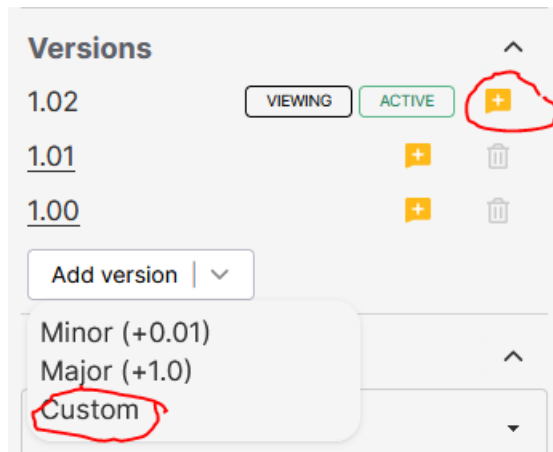 Versions
1.02 VIEWING ACTIVE
1.01
1.00
Add version
Minor (+0.01)
Major (+1.0)
Custom